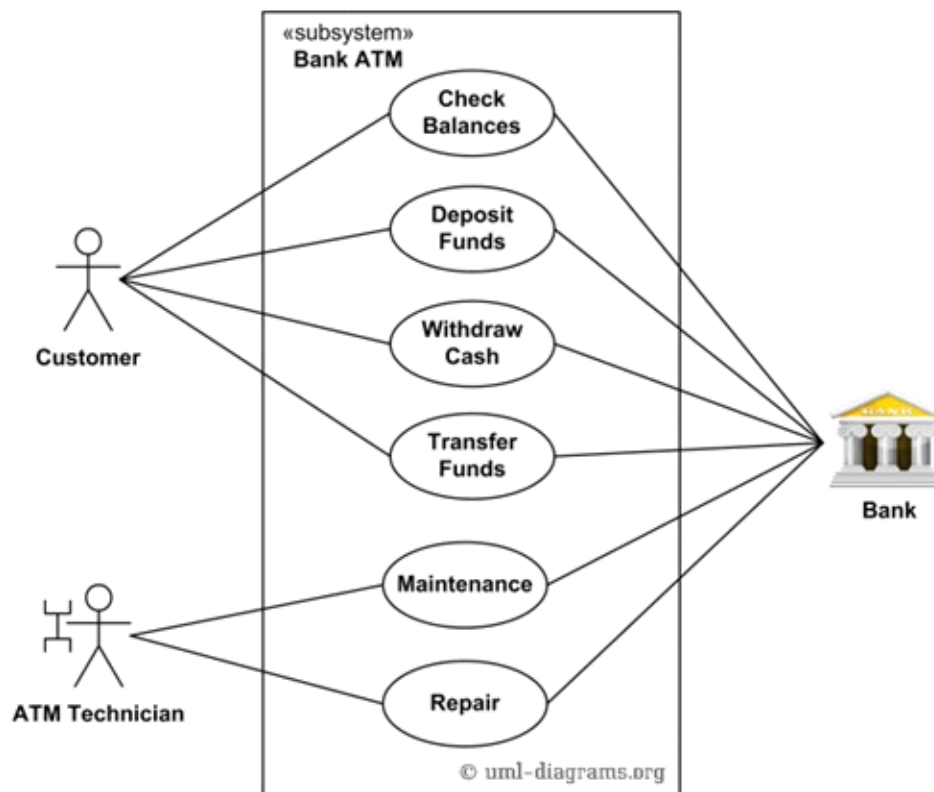 «subsystem»
Bank ATM
Check
Balances
Deposit
Funds
Withdraw
Cash
Customer
Transfer
Funds
BANK
Bank
Maintenance
ATM Technician
Repair
© uml-diagrams.org